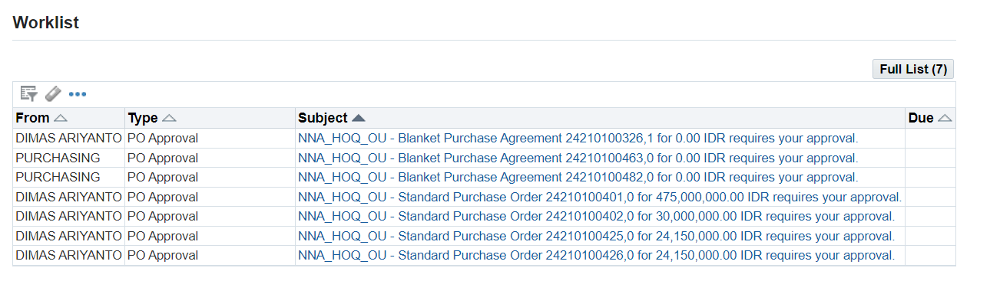 Worklist
Full List (7)
From Type Subject Due
DIMAS ARIYANTO PO Approval NNA_HOQ_OU - Blanket Purchase Agreement 24210100326,1 for 0.00 IDR requires your approval.
PURCHASING PO Approval NNA_HOQ_OU - Blanket Purchase Agreement 24210100463,0 for 0.00 IDR requires your approval.
PURCHASING PO Approval NNA_HOQ_OU - Blanket Purchase Agreement 24210100482,0 for 0.00 IDR requires your approval.
DIMAS ARIYANTO PO Approval NNA_HOQ_OU - Standard Purchase Order 24210100401,0 for 475,000,000.00 IDR requires your approval.
DIMAS ARIYANTO PO Approval NNA_HOQ_OU - Standard Purchase Order 24210100402,0 for 30,000,000.00 IDR requires your approval.
DIMAS ARIYANTO PO Approval NNA_HOQ_OU - Standard Purchase Order 24210100425,0 for 24,150,000.00 IDR requires your approval.
DIMAS ARIYANTO PO Approval NNA_HOQ_OU - Standard Purchase Order 24210100426,0 for 24,150,000.00 IDR requires your approval.